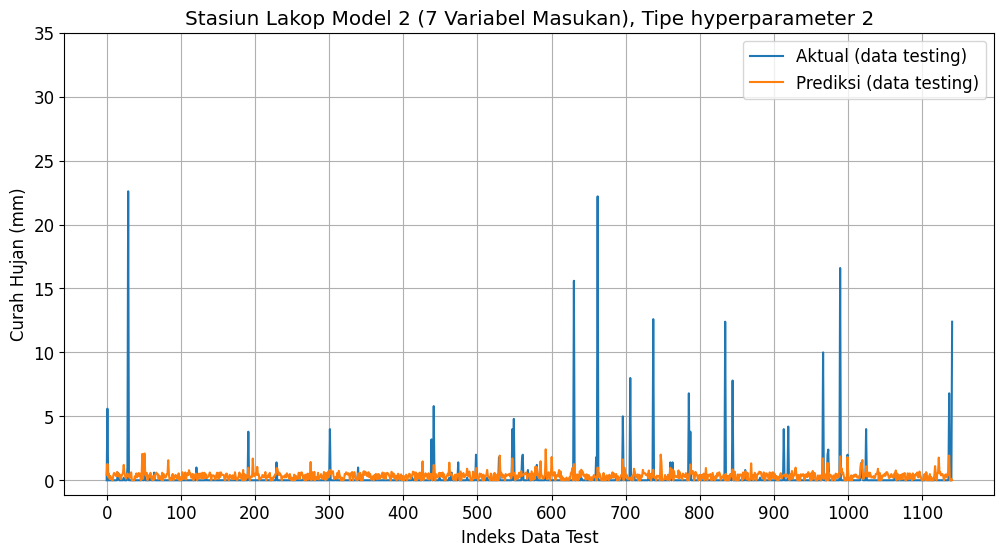 Stasiun Lakop Model 2 (7 Variabel Masukan), Tipe hyperparameter 2
Aktual (data testing)
Prediksi (data testing)
Curah Hujan (mm)
35
30
25
20
15
10
5
0
0 100 200 300 400 500 600 700 800 900 1000 1100
Indeks Data Test